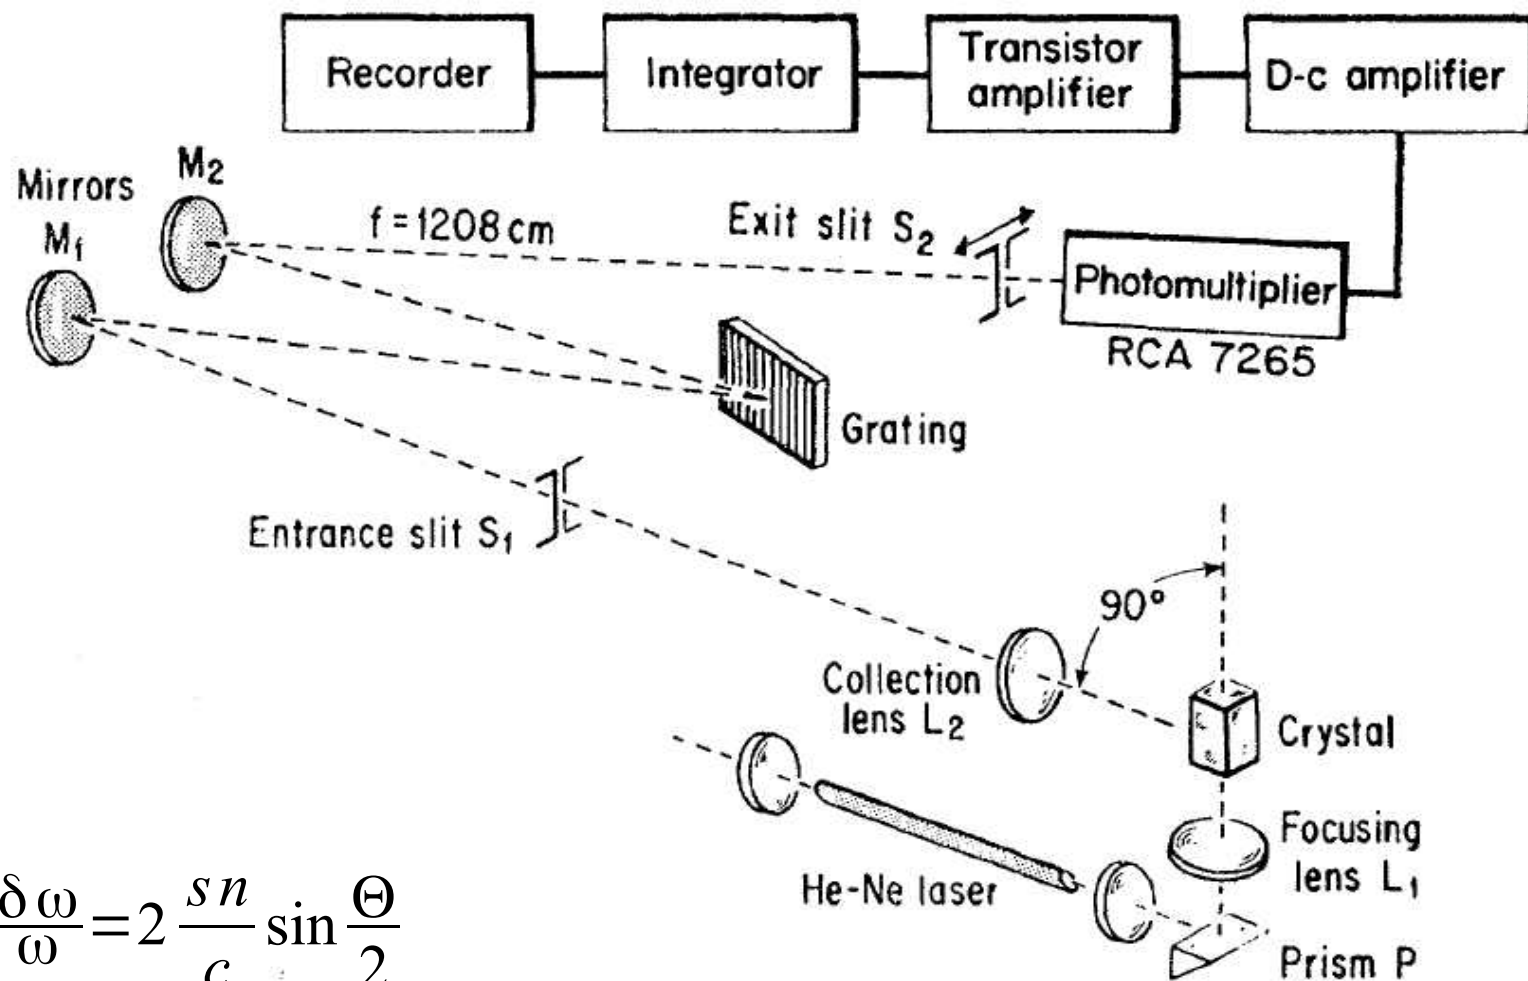 Recorder
Integrator
Transistor
amplifier
D-c amplifier
Mirrors
M1
M2
f = 1208 cm
Exit slit S2
Photomultiplier
RCA 7265
Grating
Entrance slit S1
90°
Collection
lens L2
Crystal
Focusing
lens L1
He-Ne laser
Prism P
δω/ω = 2 sn/c sin Θ/2